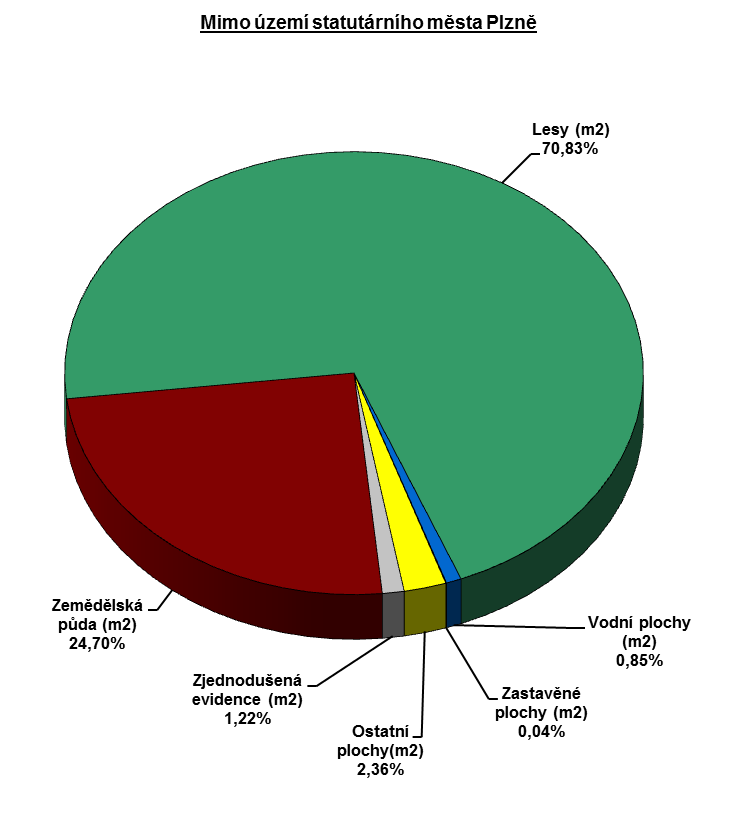 Mimo území statutárního města Plzně
Lesy (m2)
70,83%
Zemědělská
půda (m2)
24,70%
Zjednodušená
evidence (m2)
1,22%
Ostatní
plochy(m2)
2,36%
Zastavěné
plochy (m2)
0,04%
Vodní plochy
(m2)
0,85%